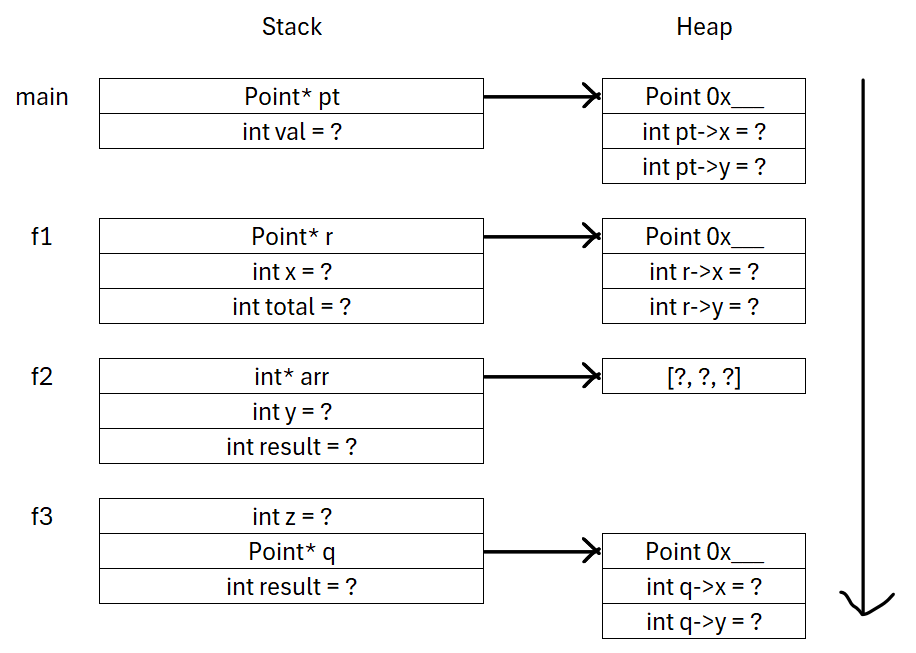 Stack Heap
main Point* pt Point 0x___
int val = ? int pt->x = ?
int pt->y = ?
f1 Point* r Point 0x___
int x = ? int r->x = ?
int total = ? int r->y = ?
f2 int* arr [?, ?, ?]
int y = ?
int result = ?
f3 int z = ?
Point* q Point 0x___
int result = ? int q->x = ?
int q->y = ?